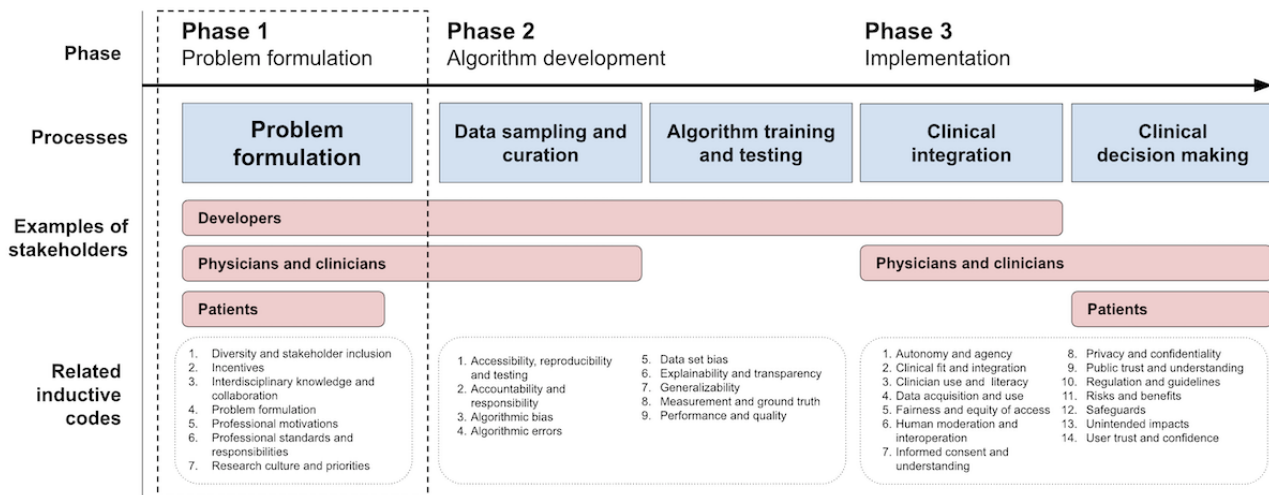 Phase
Phase 1
Problem formulation
Phase 2
Algorithm development
Phase 3
Implementation
Processes
Problem
formulation
Data sampling and
curation
Algorithm training
and testing
Clinical
integration
Clinical
decision making
Examples of
stakeholders
Developers
Physicians and clinicians
Physicians and clinicians
Patients
Patients
Related
inductive
codes
1. Diversity and stakeholder inclusion
2. Incentives
3. Interdisciplinary knowledge and
collaboration
4. Problem formulation
5. Professional motivations
6. Professional standards and
responsibilities
7. Research culture and priorities
1. Accessibility, reproducibility
and testing
2. Accountability and
responsibility
3. Algorithmic bias
4. Algorithmic errors
5. Data set bias
6. Explainability and transparency
7. Generalizability
8. Measurement and ground truth
9. Performance and quality
1. Autonomy and agency
2. Clinical fit and integration
3. Clinician use and literacy
4. Data acquisition and use
5. Fairness and equity of access
6. Human moderation and
interoperation
7. Informed consent and
understanding
8. Privacy and confidentiality
9. Public trust and understanding
10. Regulation and guidelines
11. Risks and benefits
12. Safeguards
13. Unintended impacts
14. User trust and confidence